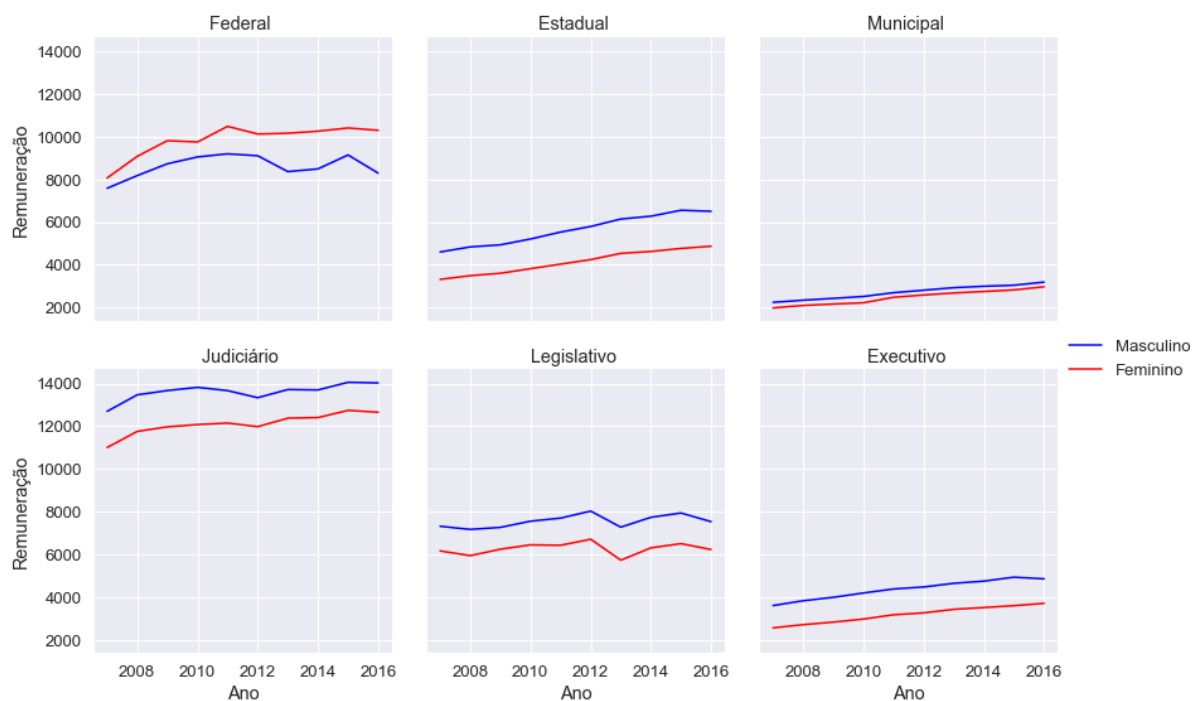 Federal
Estadual
Municipal
14000
12000
10000
8000
6000
4000
2000
Remuneração
Judiciário
Legislativo
Executivo
14000
12000
10000
8000
6000
4000
2000
Remuneração
2008 2010 2012 2014 2016
Ano
2008 2010 2012 2014 2016
Ano
2008 2010 2012 2014 2016
Ano
Masculino
Feminino